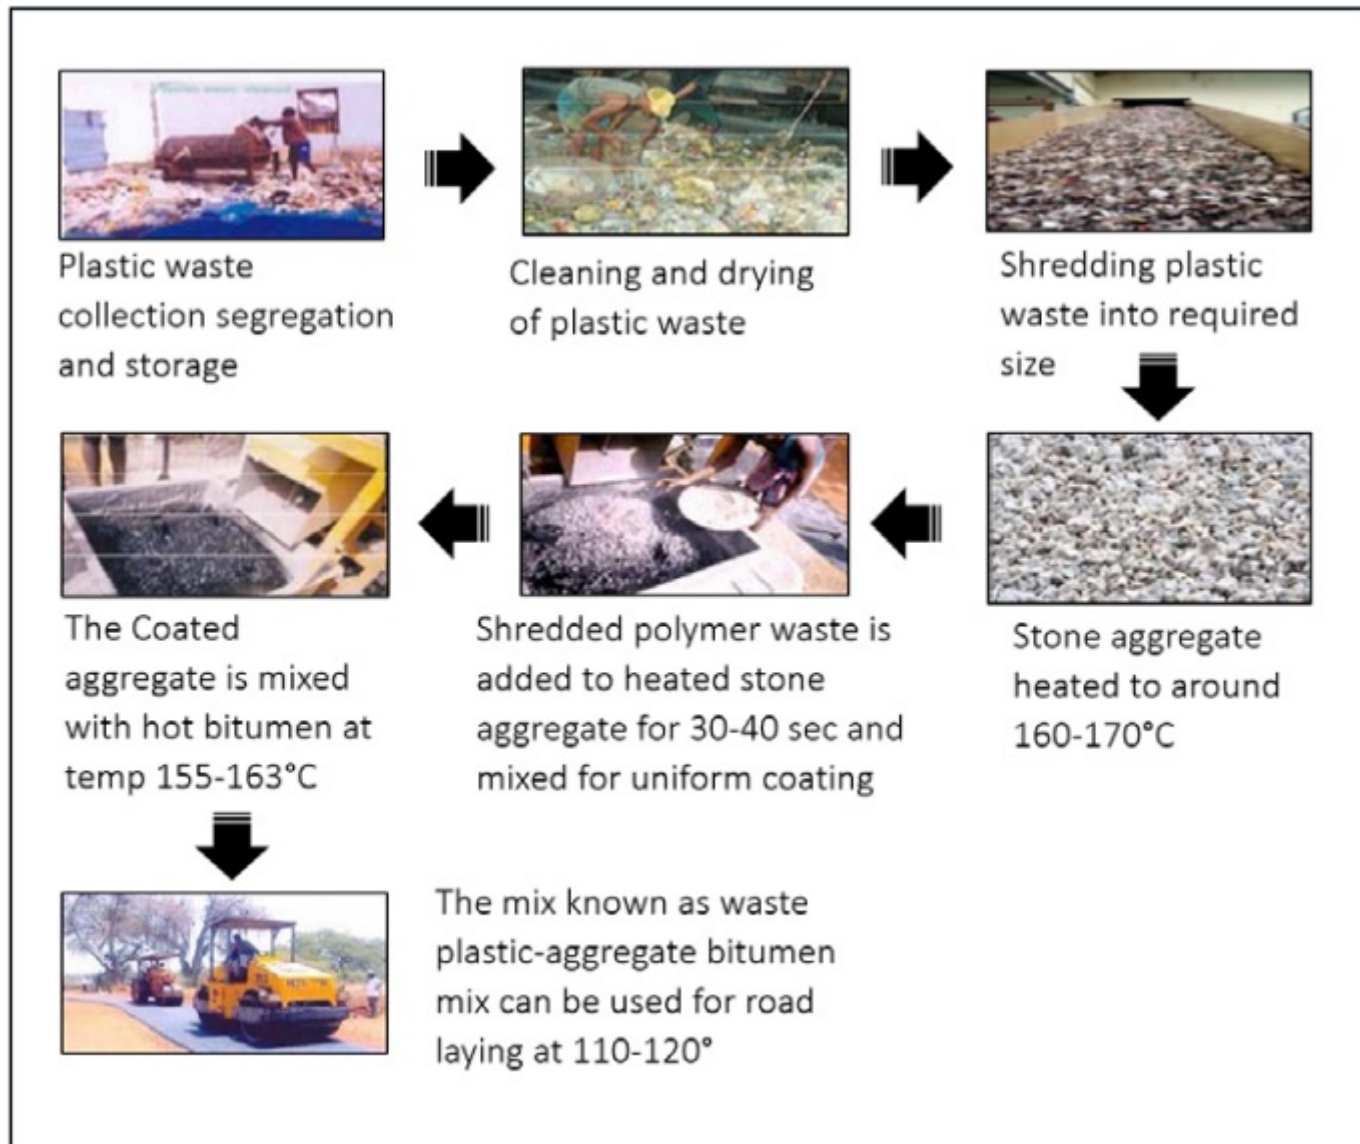 Plastic waste
collection segregation
and storage
Cleaning and drying
of plastic waste
Shredding plastic
waste into required
size
Stone aggregate
heated to around
160-170°C
Shredded polymer waste is
added to heated stone
aggregate for 30-40 sec and
mixed for uniform coating
The Coated
aggregate is mixed
with hot bitumen at
temp 155-163°C
The mix known as waste
plastic-aggregate bitumen
mix can be used for road
laying at 110-120°